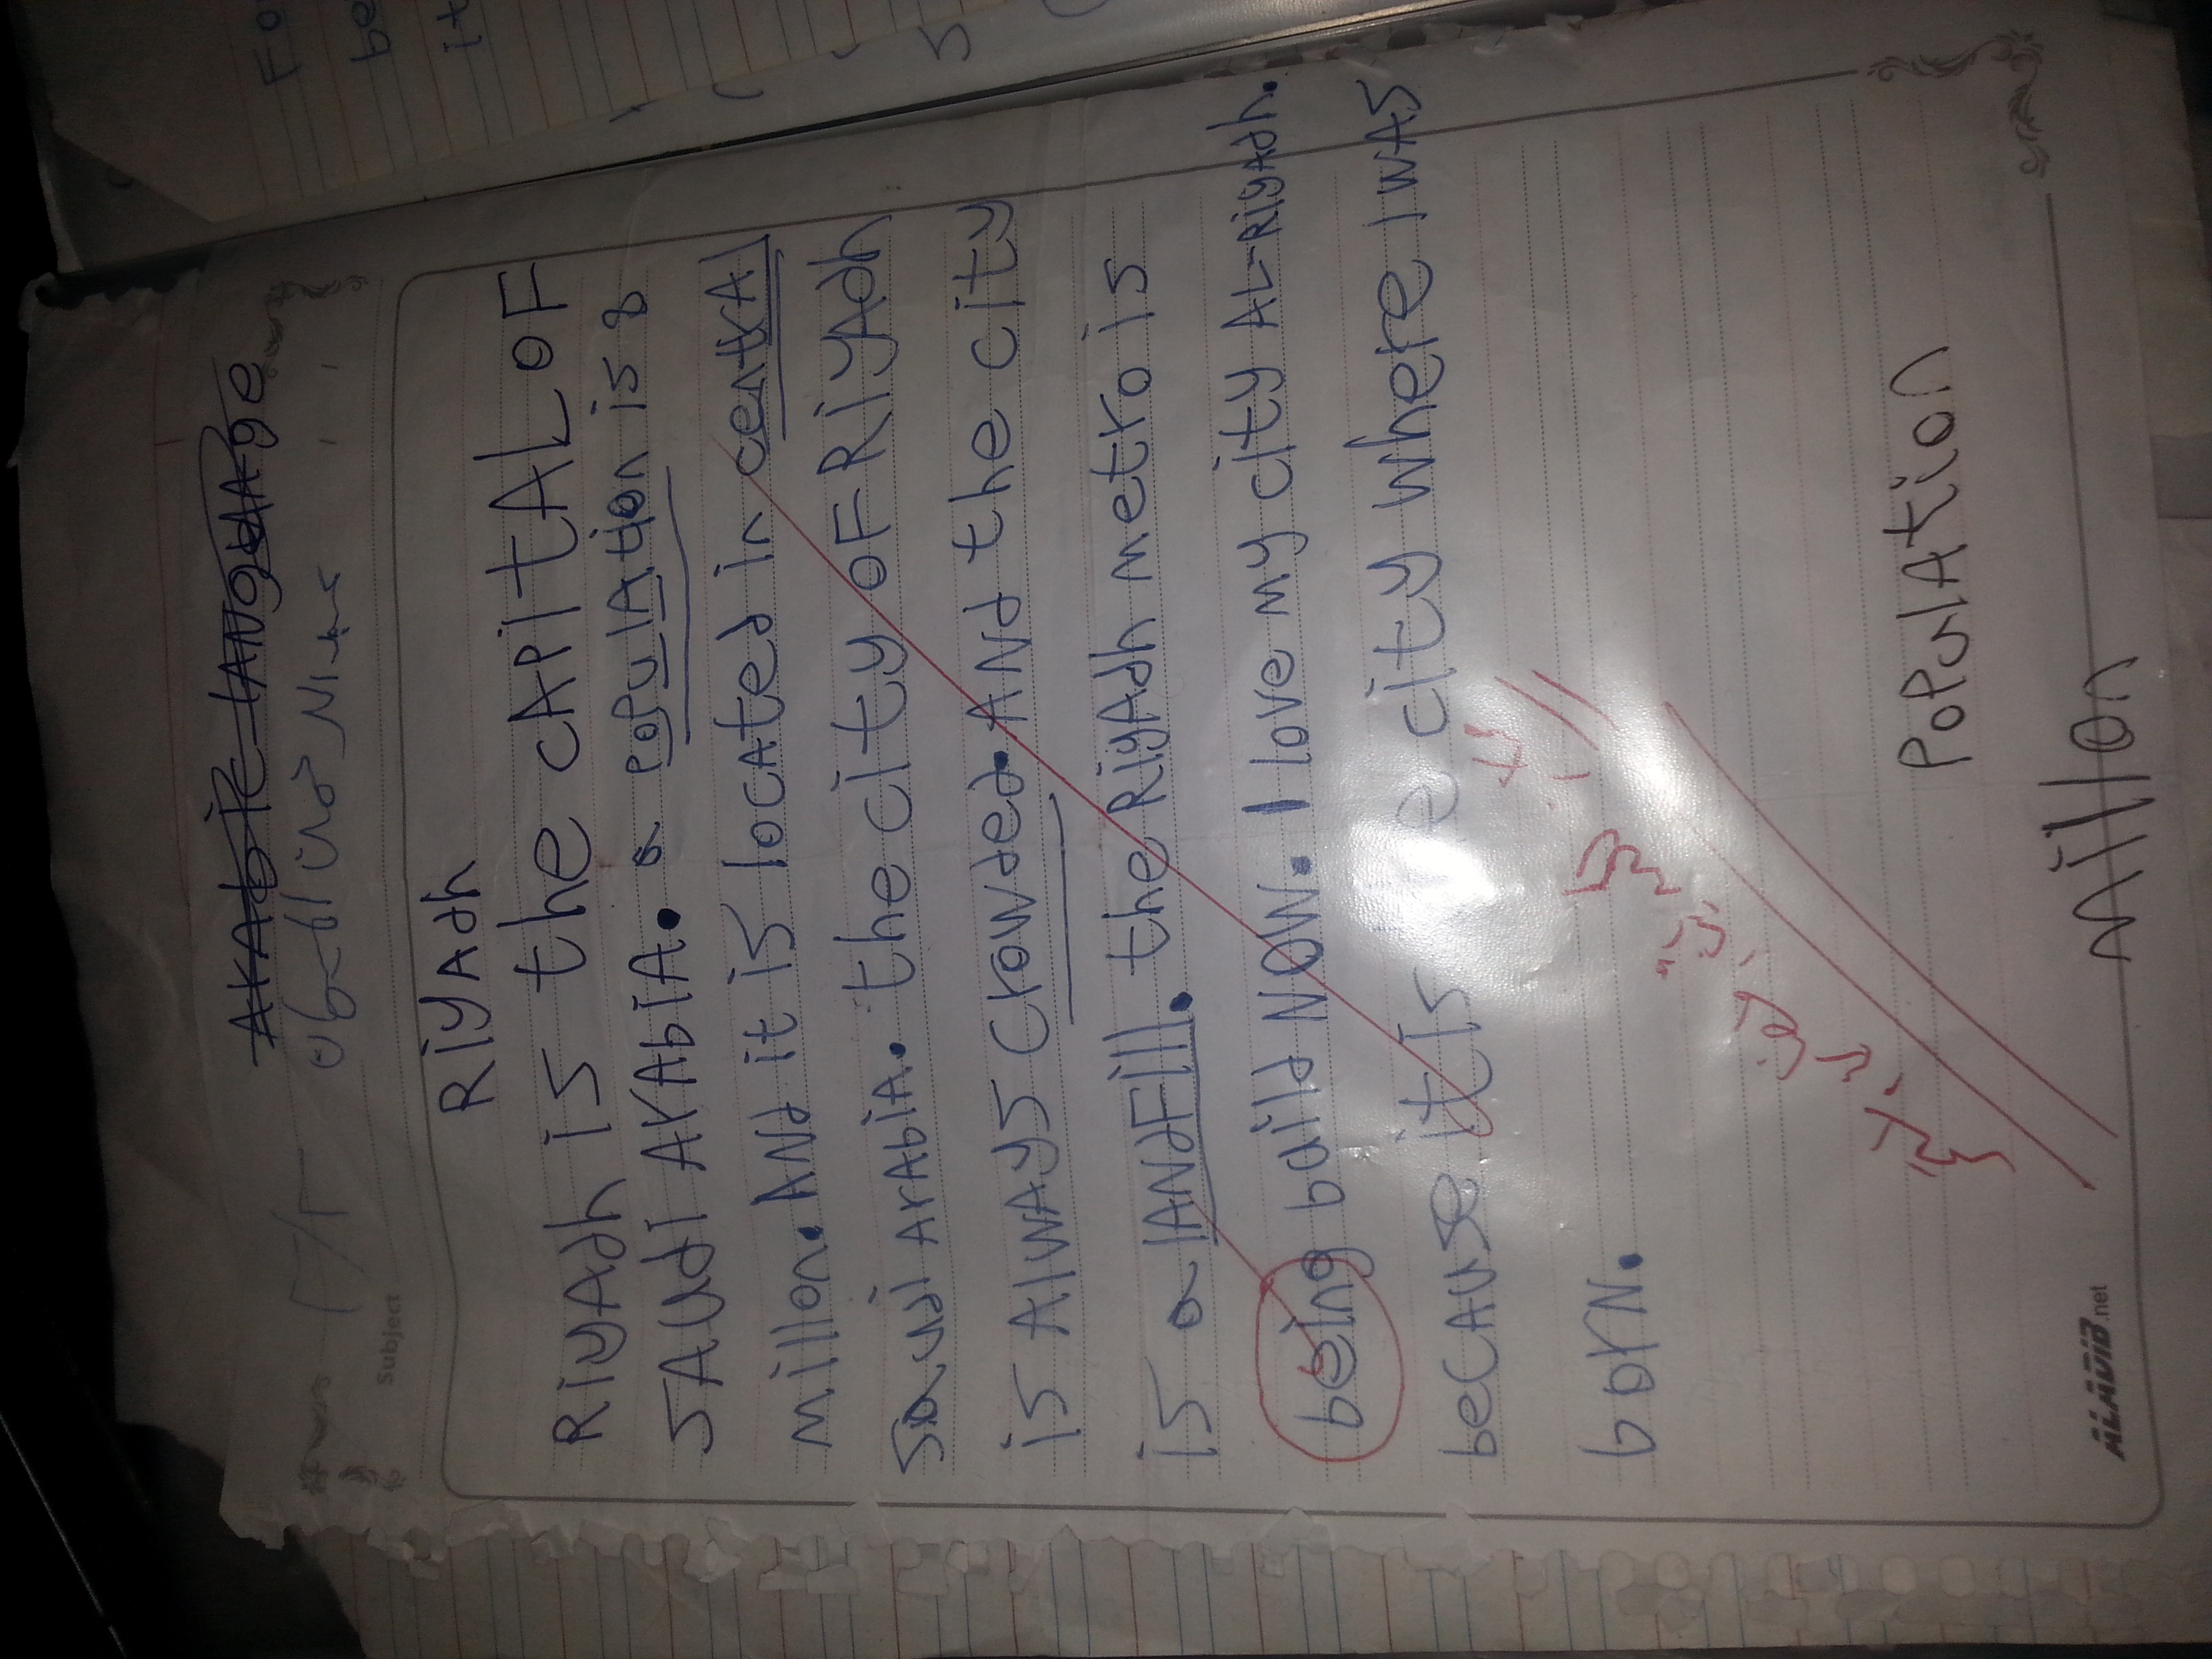 ArAbic lANguAge
Subject
RiyAdh
RiyAdh is the cAPItAL OF
SAUdI ArAbIA. a populAtion is 8
millon. ANd it is locAted in centrAl
Saudi ArAbiA. the city OF RiyAdh
is AlwAys crowded. ANd the city
is a lANdFill. the RiyAdh metro is
being baild NOW. I love my city AL-Riyadh.
becAuse it is e city where I wAs
borN.
PopulAtion
millon
ALADIB.net
Fo
be
it